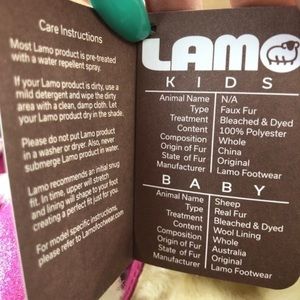 Care Instructions
Most Lamo product is pre-treated
with a water repellent spray.
If your Lamo product is dirty, use a
mild detergent and wipe the dirty
area with a clean, damp cloth. Let
your Lamo product dry in the shade.
Please do not put Lamo product
in a washer or dryer. Also, never
submerge Lamo product in water.
Lamo recommends an initial snug
fit. In time, upper will stretch
and lining will shape to your foot
creating a perfect fit just for you.
For model specific instructions,
please refer to Lamofootwear.com
LAMO
KIDS
Animal Name N/A
Type Faux Fur
Treatment Bleached & Dyed
Content 100% Polyester
Composition Whole
Origin of Fur China
State of Fur Original
Manufacturer Lamo Footwear
BABY
Animal Name Sheep
Type Real Fur
Treatment Bleached & Dyed
Content Wool Lining
Composition Whole
Origin of Fur Australia
State of Fur Original
Manufacturer Lamo Footwear